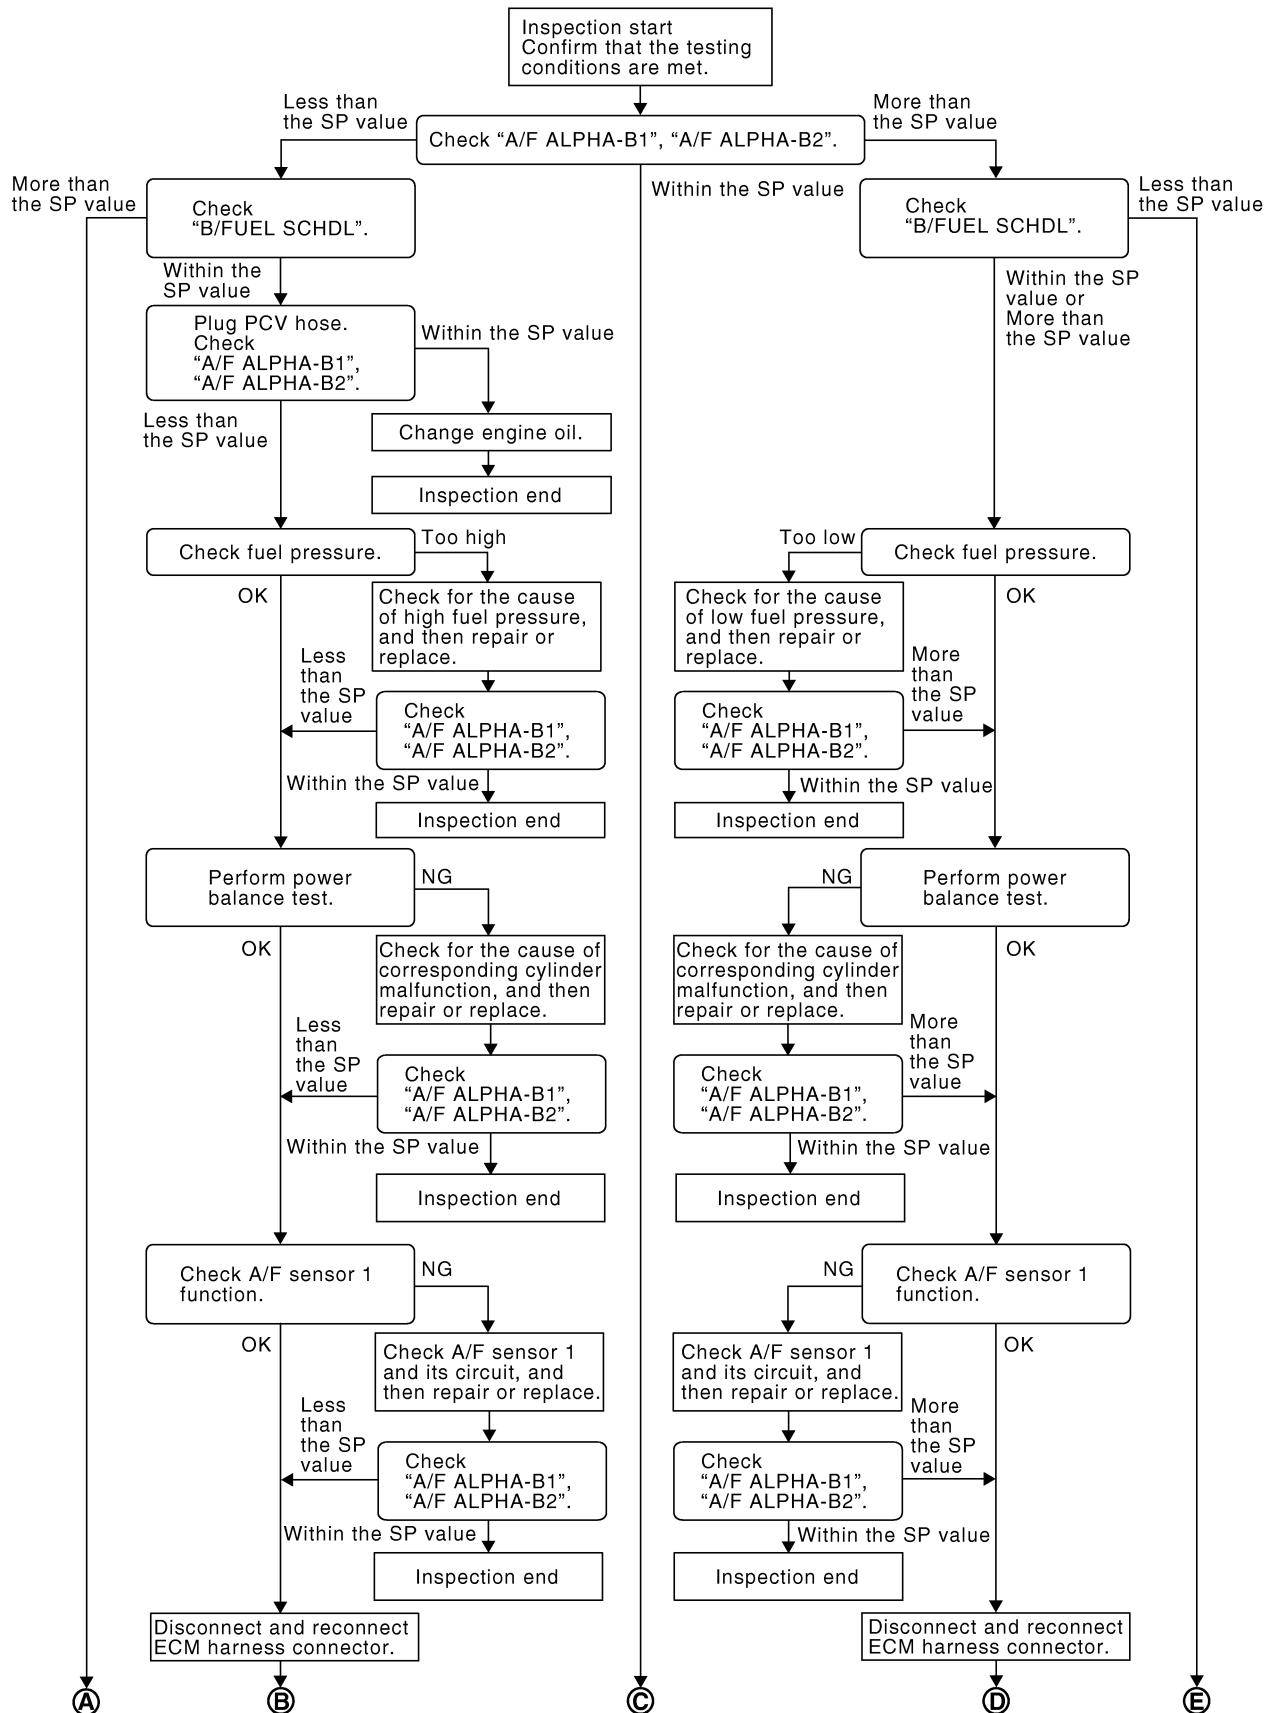 Inspection start
Confirm that the testing
conditions are met.
Less than
the SP value
More than
the SP value
Check “A/F ALPHA-B1”, “A/F ALPHA-B2”.
More than
the SP value
Check
“B/FUEL SCHDL”.
Within the SP value
Check
“B/FUEL SCHDL”.
Less than
the SP value
Within the
SP value
Within the SP
value or
More than
the SP value
Plug PCV hose.
Check
“A/F ALPHA-B1”,
“A/F ALPHA-B2”.
Within the SP value
Less than
the SP value
Change engine oil.
Inspection end
Check fuel pressure.
Too high
Too low
Check fuel pressure.
OK
Check for the cause
of high fuel pressure,
and then repair or
replace.
Check for the cause
of low fuel pressure,
and then repair or
replace.
OK
Less
than
the SP
value
Check
“A/F ALPHA-B1”,
“A/F ALPHA-B2”.
Check
“A/F ALPHA-B1”,
“A/F ALPHA-B2”.
More
than
the SP
value
Within the SP value
Within the SP value
Inspection end
Inspection end
Perform power
balance test.
NG
NG
Perform power
balance test.
OK
Check for the cause of
corresponding cylinder
malfunction, and then
repair or replace.
Check for the cause of
corresponding cylinder
malfunction, and then
repair or replace.
OK
Less
than
the SP
value
Check
“A/F ALPHA-B1”,
“A/F ALPHA-B2”.
Check
“A/F ALPHA-B1”,
“A/F ALPHA-B2”.
More
than
the SP
value
Within the SP value
Within the SP value
Inspection end
Inspection end
Check A/F sensor 1
function.
NG
NG
Check A/F sensor 1
function.
OK
Check A/F sensor 1
and its circuit, and
then repair or replace.
Check A/F sensor 1
and its circuit, and
then repair or replace.
OK
Less
than
the SP
value
Check
“A/F ALPHA-B1”,
“A/F ALPHA-B2”.
Check
“A/F ALPHA-B1”,
“A/F ALPHA-B2”.
More
than
the SP
value
Within the SP value
Within the SP value
Inspection end
Inspection end
Disconnect and reconnect
ECM harness connector.
Disconnect and reconnect
ECM harness connector.
A
B
C
D
E